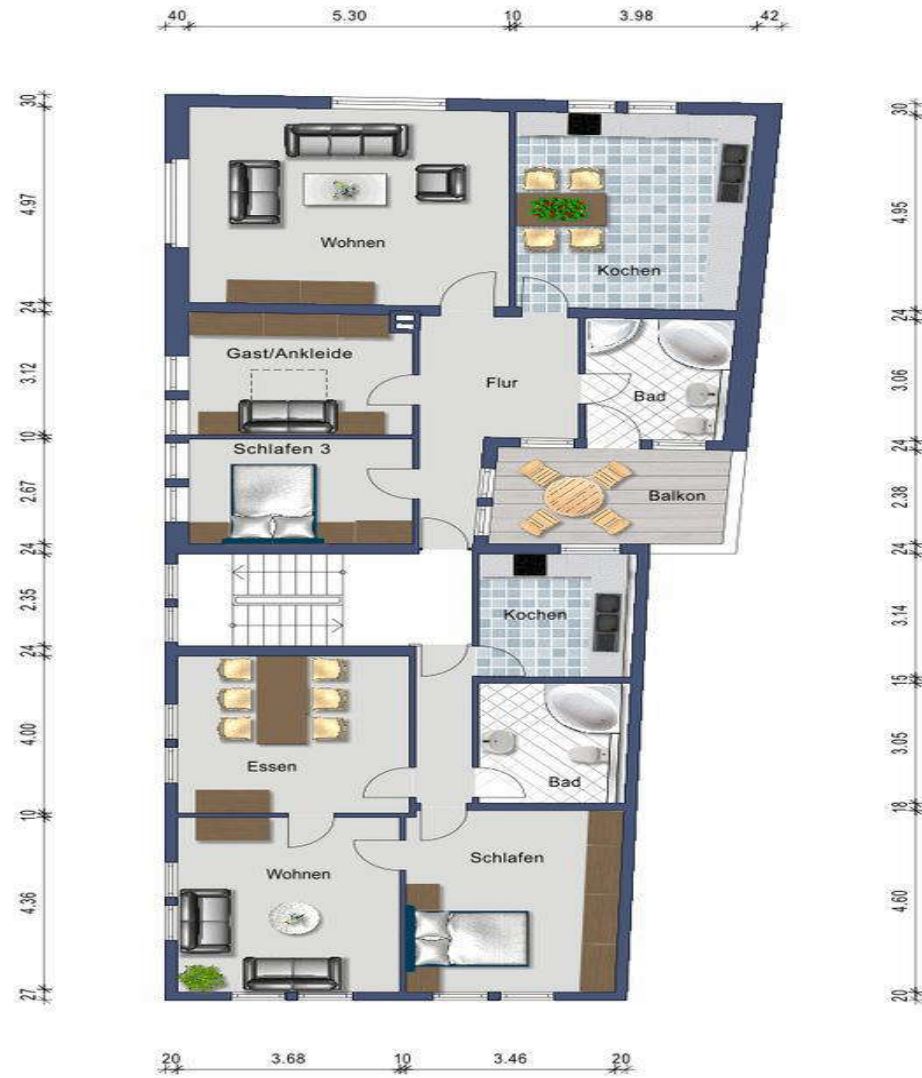 40 5.30 10 3.98 42
30
4.97
24
3.12
10
2.67
24
2.35
24
4.00
10
4.36
27
Wohnen
Kochen
Gast/Ankleide
Flur
Bad
Schlafen 3
Balkon
Kochen
Essen
Bad
Wohnen
Schlafen
30
4.95
24
3.06
24
2.38
24
3.14
15
3.05
18
4.60
20
20 3.68 10 3.46 20